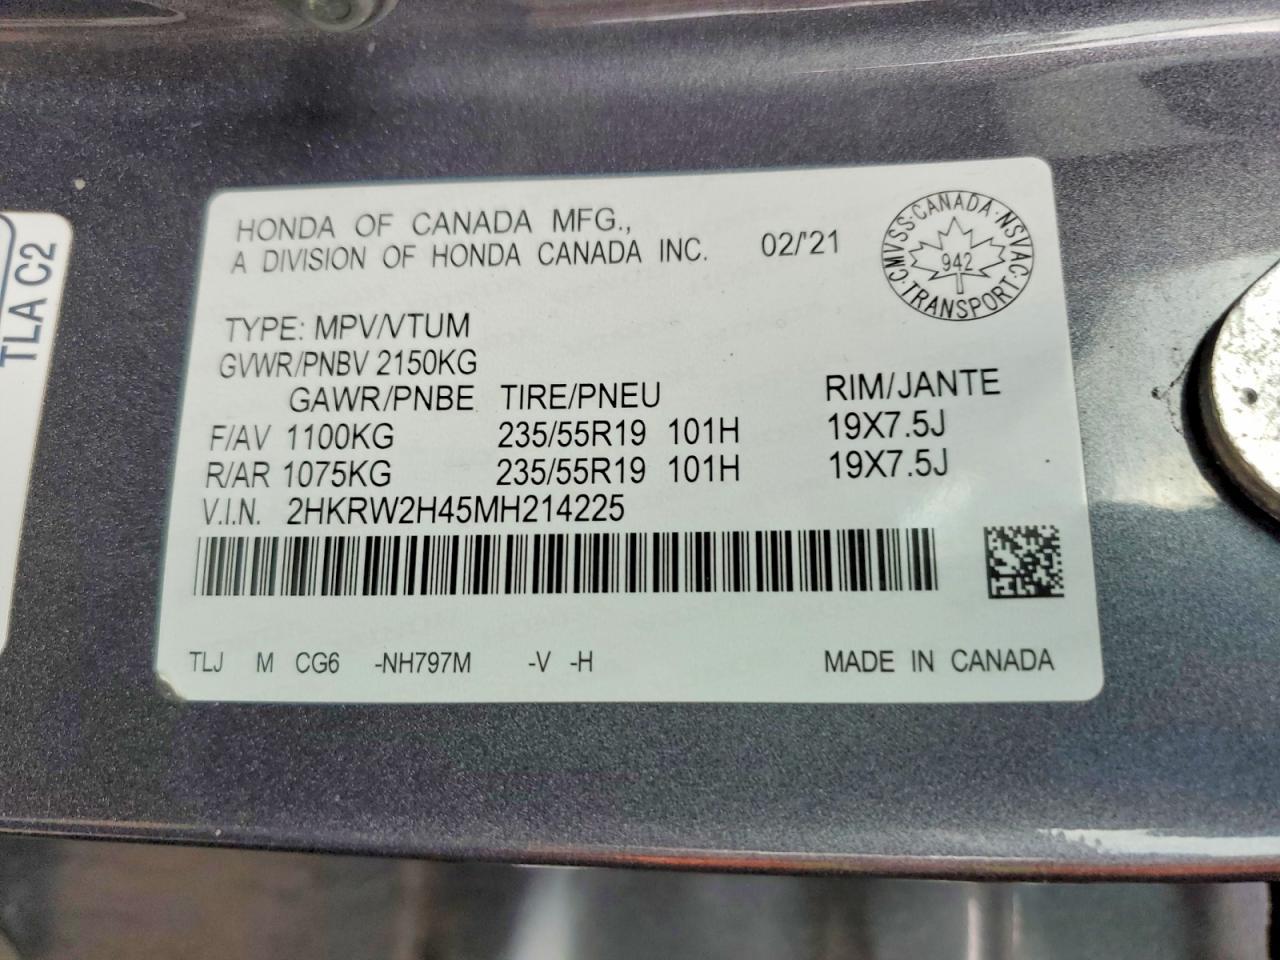 HONDA OF CANADA MFG.,
A DIVISION OF HONDA CANADA INC. 02/'21
CMVSS·CANADA·NSVAC·TRANSPORT·
942
TYPE: MPV/VTUM
GVWR/PNBV 2150KG
GAWR/PNBE TIRE/PNEU RIM/JANTE
F/AV 1100KG 235/55R19 101H 19X7.5J
R/AR 1075KG 235/55R19 101H 19X7.5J
V.I.N. 2HKRW2H45MH214225
TLJ M CG6 -NH797M -V -H MADE IN CANADA
TLA C2